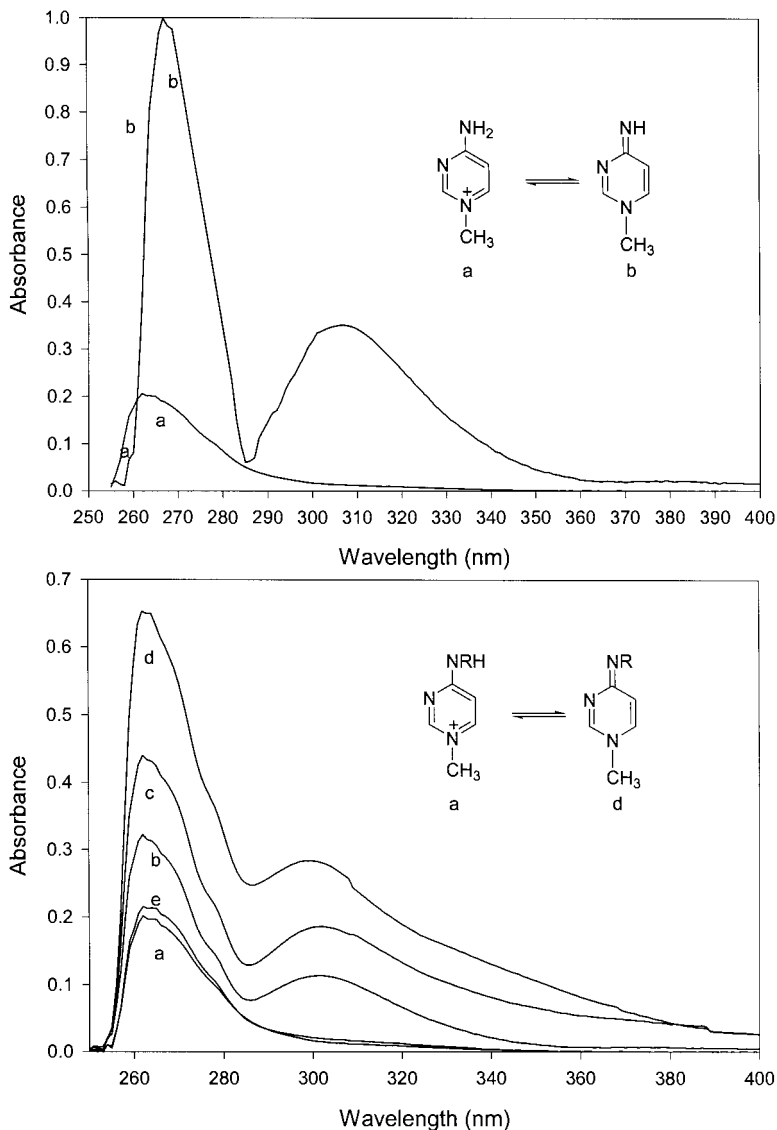 1.0
0.9
0.8
0.7
0.6
0.5
0.4
0.3
0.2
0.1
0.0
Absorbance
b
b
a
a
NH₂
N
N
+
CH₃
a
NH
N
N
CH₃
b
250 260 270 280 290 300 310 320 330 340 350 360 370 380 390 400
Wavelength (nm)
0.7
0.6
0.5
0.4
0.3
0.2
0.1
0.0
Absorbance
d
c
b
e
a
NRH
N
N
+
CH₃
a
NR
N
N
CH₃
d
260 280 300 320 340 360 380 400
Wavelength (nm)